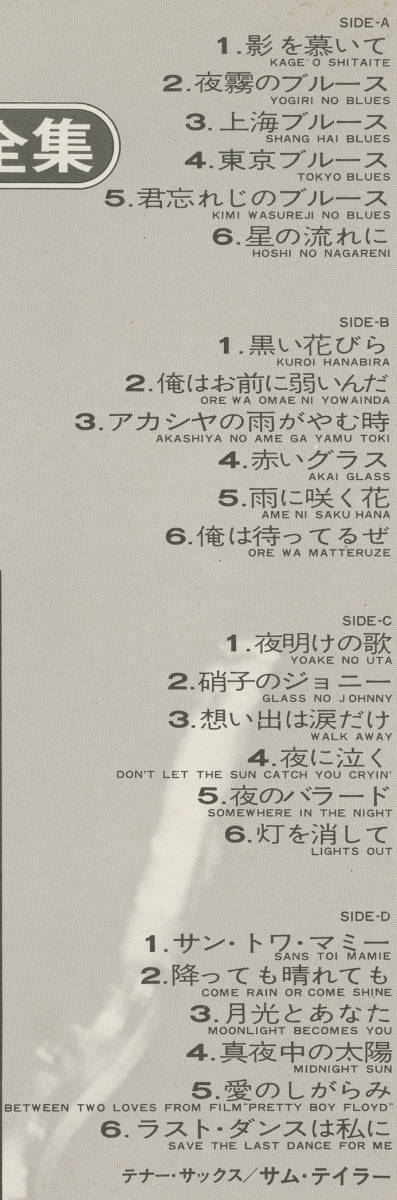 SIDE-A
1.影を慕いて
KAGE O SHITAITE
2.夜霧のブルース
YOGIRI NO BLUES
3.上海ブルース
SHANG HAI BLUES
全集
4.東京ブルース
TOKYO BLUES
5.君忘れじのブルース
KIMI WASUREJI NO BLUES
6.星の流れに
HOSHI NO NAGARENI
SIDE-B
1.黒い花びら
KUROI HANABIRA
2.俺はお前に弱いんだ
ORE WA OMAE NI YOWAINDA
3.アカシヤの雨がやむ時
AKASHIYA NO AME GA YAMU TOKI
4.赤いグラス
AKAI GLASS
5.雨に咲く花
AME NI SAKU HANA
6.俺は待ってるぜ
ORE WA MATTERUZE
SIDE-C
1.夜明けの歌
YOAKE NO UTA
2.硝子のジョニー
GLASS NO JOHNNY
3.想い出は涙だけ
WALK AWAY
4.夜に泣く
DON'T LET THE SUN CATCH YOU CRYIN'
5.夜のバラード
SOMEWHERE IN THE NIGHT
6.灯を消して
LIGHTS OUT
SIDE-D
1.サン・トワ・マミー
SANS TOI MAMIE
2.降っても晴れても
COME RAIN OR COME SHINE
3.月光とあなた
MOONLIGHT BECOMES YOU
4.真夜中の太陽
MIDNIGHT SUN
5.愛のしがらみ
BETWEEN TWO LOVES FROM FILM"PRETTY BOY FLOYD"
6.ラスト・ダンスは私に
SAVE THE LAST DANCE FOR ME
テナー・サックス／サム・テイラー